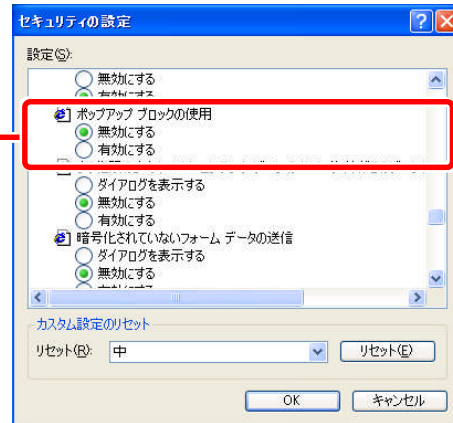 セキュリティの設定
設定(S):
無効にする
ポップアップ ブロックの使用
無効にする
有効にする
ダイアログを表示する
無効にする
有効にする
暗号化されていないフォーム データの送信
ダイアログを表示する
無効にする
カスタム設定のリセット
リセット(R): 中 リセット(E)
OK キャンセル